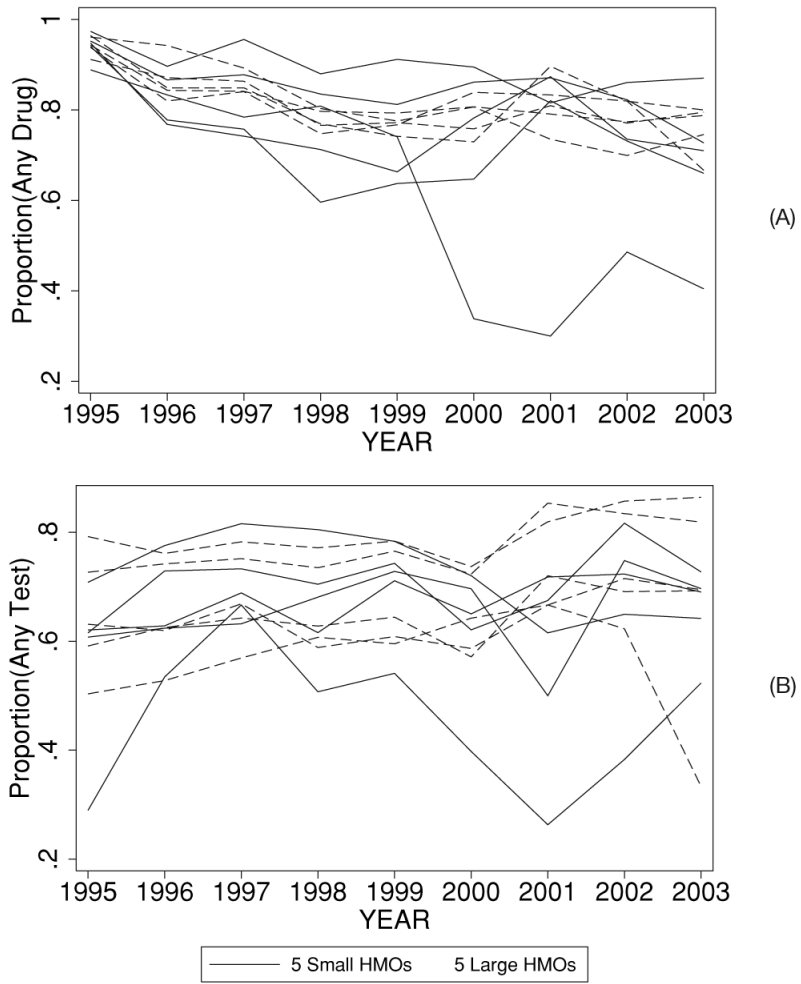 1
.8
.6
.4
.2
Proportion(Any Drug)
1995 1996 1997 1998 1999 2000 2001 2002 2003
YEAR
(A)
.8
.6
.4
.2
Proportion(Any Test)
1995 1996 1997 1998 1999 2000 2001 2002 2003
YEAR
(B)
5 Small HMOs 5 Large HMOs